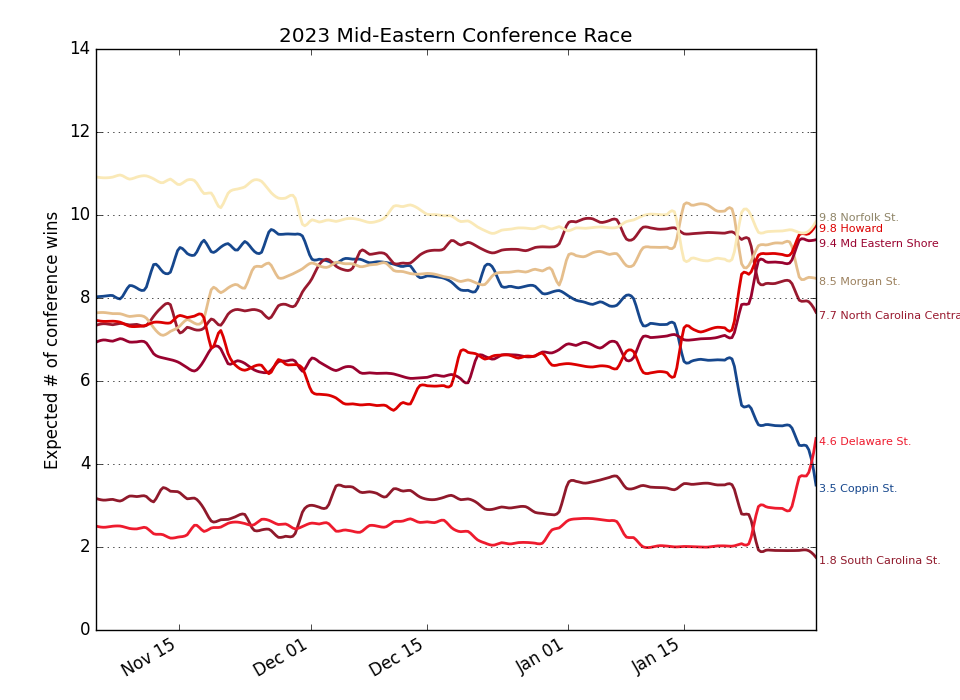 2023 Mid-Eastern Conference Race
Expected # of conference wins
14
12
10
8
6
4
2
0
Nov 15
Dec 01
Dec 15
Jan 01
Jan 15
9.8 Norfolk St.
9.8 Howard
9.4 Md Eastern Shore
8.5 Morgan St.
7.7 North Carolina Centra
4.6 Delaware St.
3.5 Coppin St.
1.8 South Carolina St.